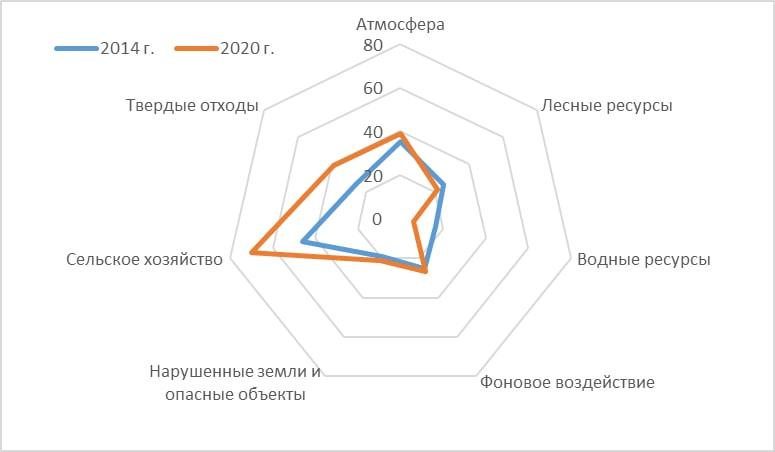 Атмосфера
2014 г.
2020 г.
80
60
40
20
0
Твердые отходы
Лесные ресурсы
Сельское хозяйство
Водные ресурсы
Нарушенные земли и
опасные объекты
Фоновое воздействие